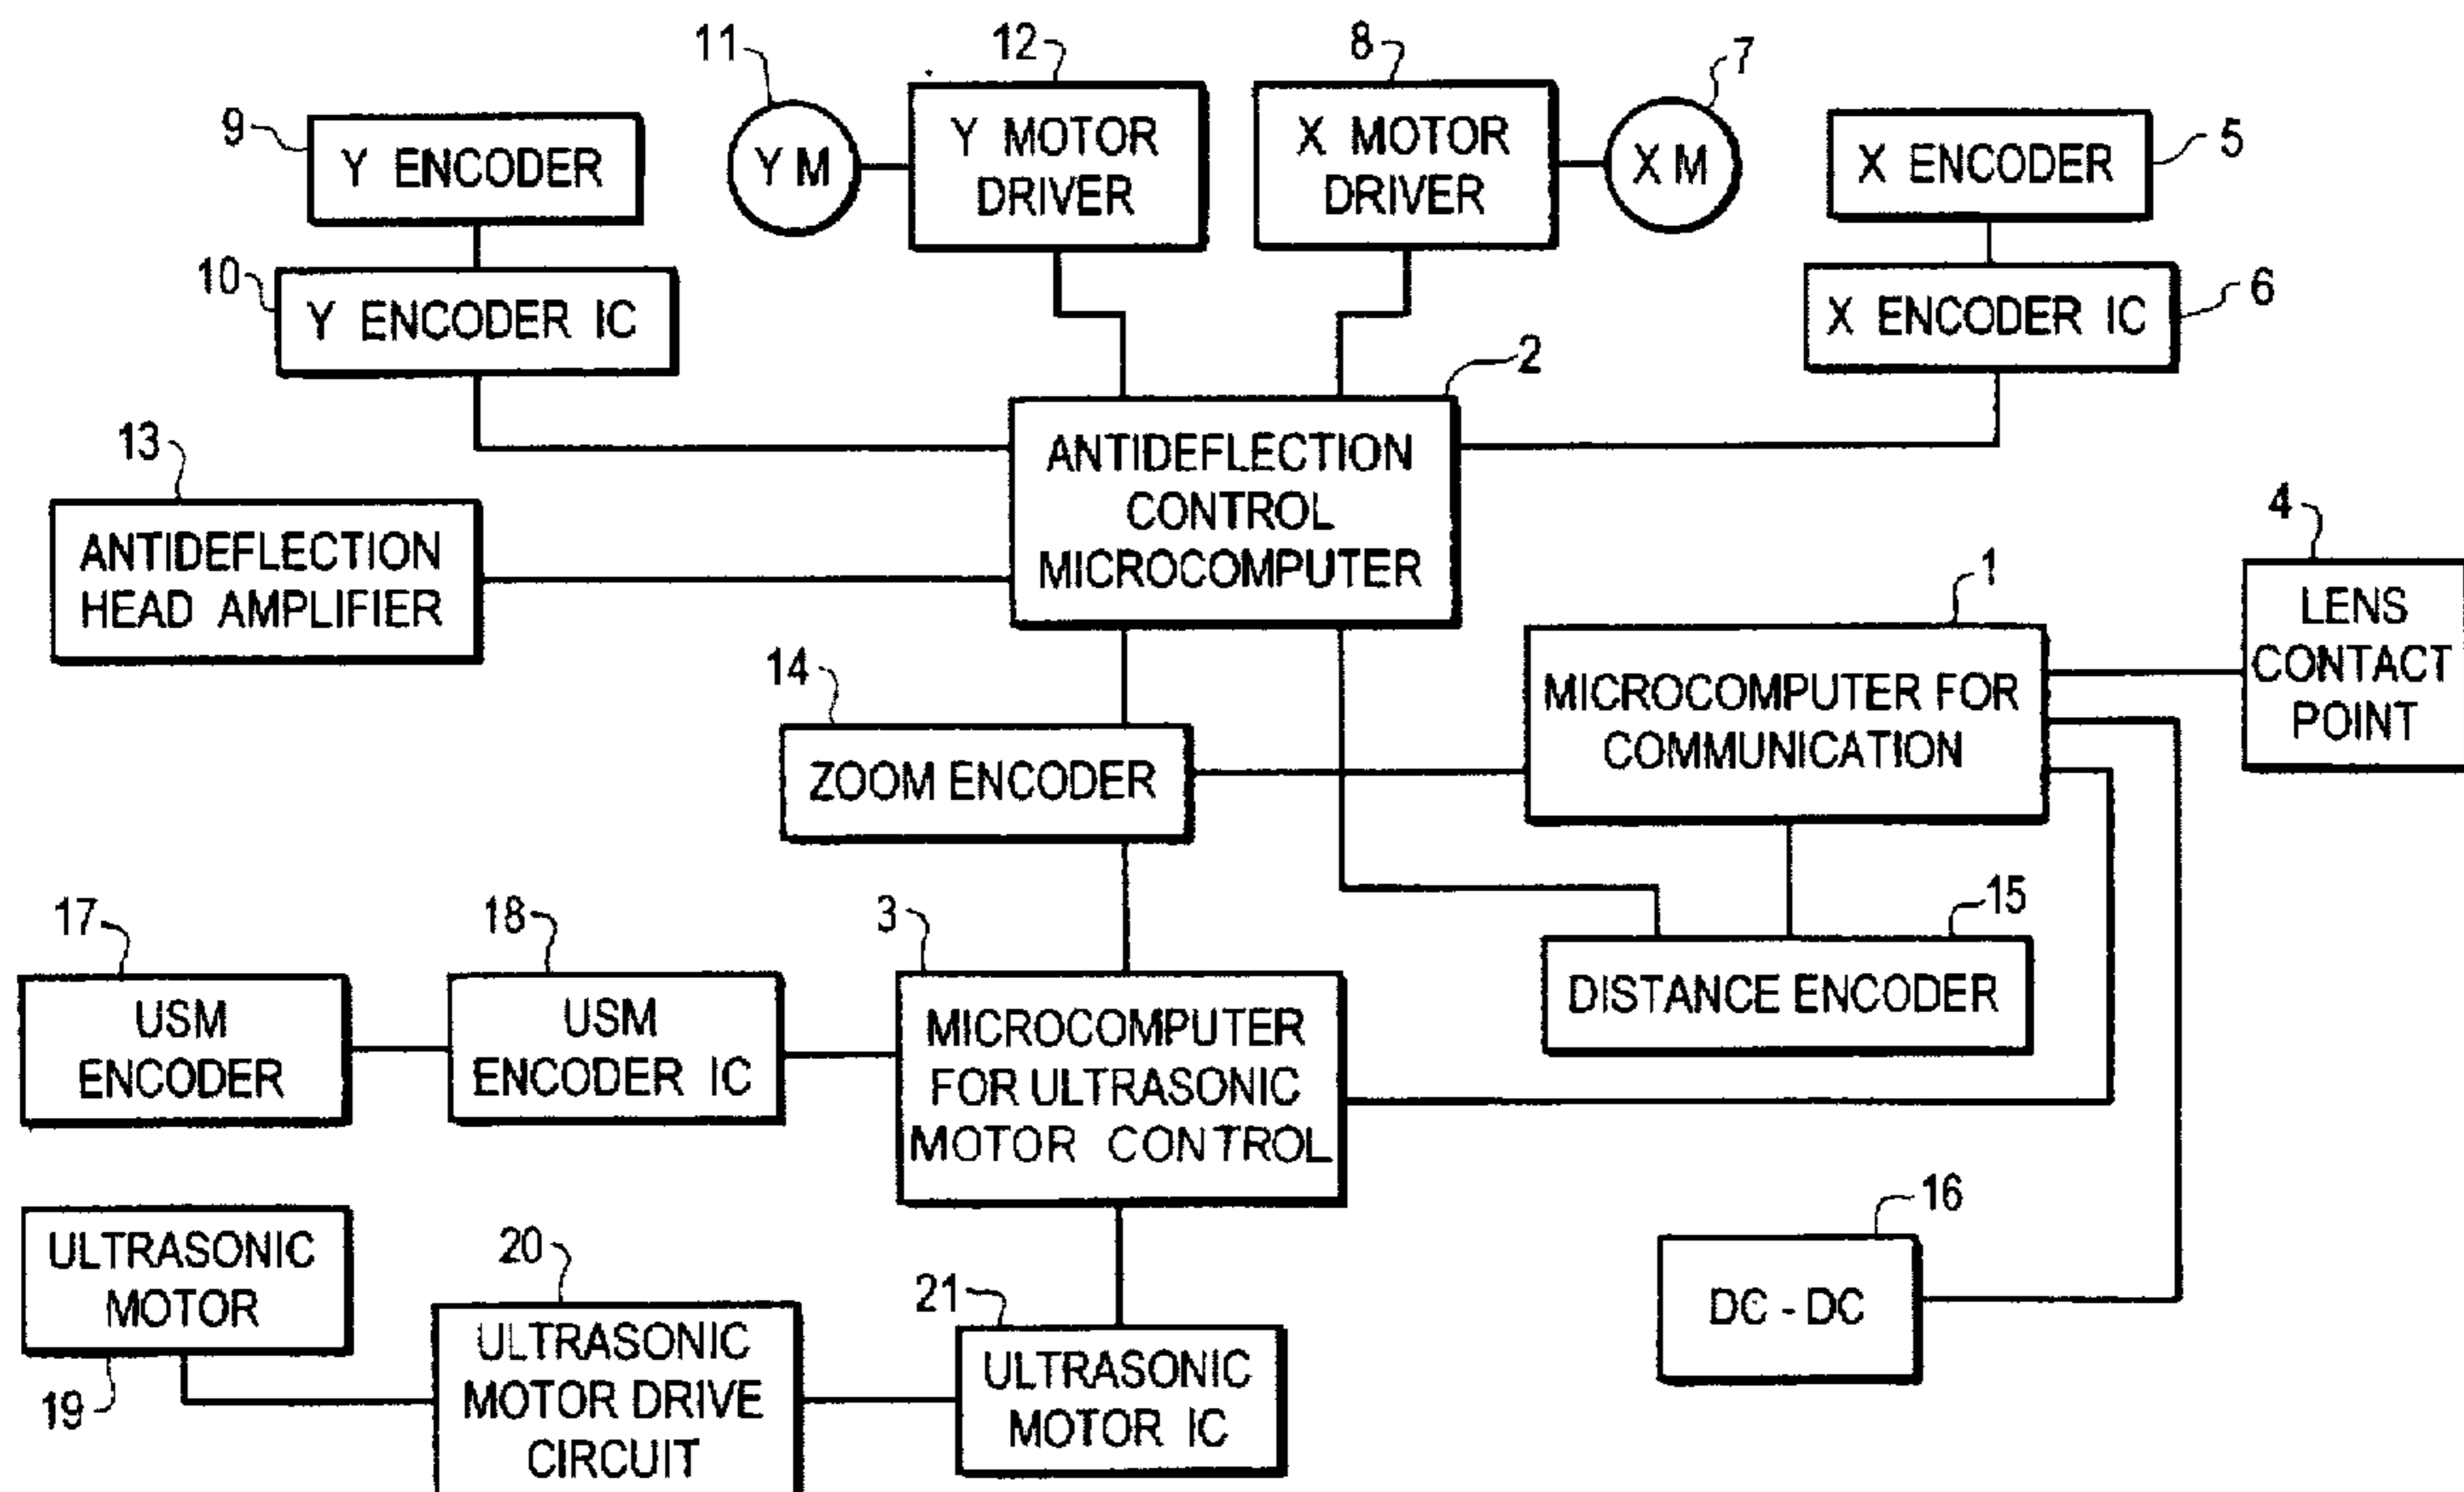 11
12
8
7
9
Y ENCODER
Y M
Y MOTOR
DRIVER
X MOTOR
DRIVER
X M
X ENCODER
5
10
Y ENCODER IC
X ENCODER IC
6
2
13
ANTIDEFLECTION
HEAD AMPLIFIER
ANTIDEFLECTION
CONTROL
MICROCOMPUTER
4
LENS
CONTACT
POINT
1
MICROCOMPUTER FOR
COMMUNICATION
14
ZOOM ENCODER
15
DISTANCE ENCODER
17
USM
ENCODER
18
USM
ENCODER IC
3
MICROCOMPUTER
FOR ULTRASONIC
MOTOR CONTROL
16
DC - DC
ULTRASONIC
MOTOR
19
20
ULTRASONIC
MOTOR DRIVE
CIRCUIT
21
ULTRASONIC
MOTOR IC